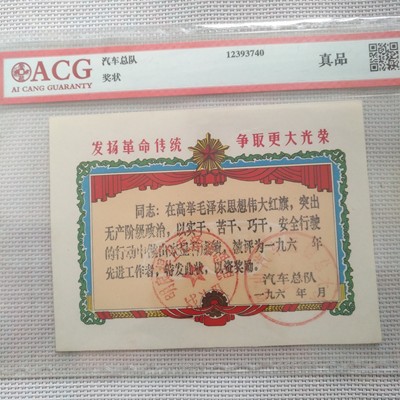 ACG
AI CANG GUARANTY
汽车总队
奖状
12393740
真品
发扬革命传统 争取更大光荣
同志：在高举毛泽东思想伟大红旗，突出
无产阶级政治，以实干、苦干、巧干，安全行驶
的行动中做出 成绩，被评为一九六 年
先进工作者，特发此状，以资奖励。
汽车总队
一九六 年 月